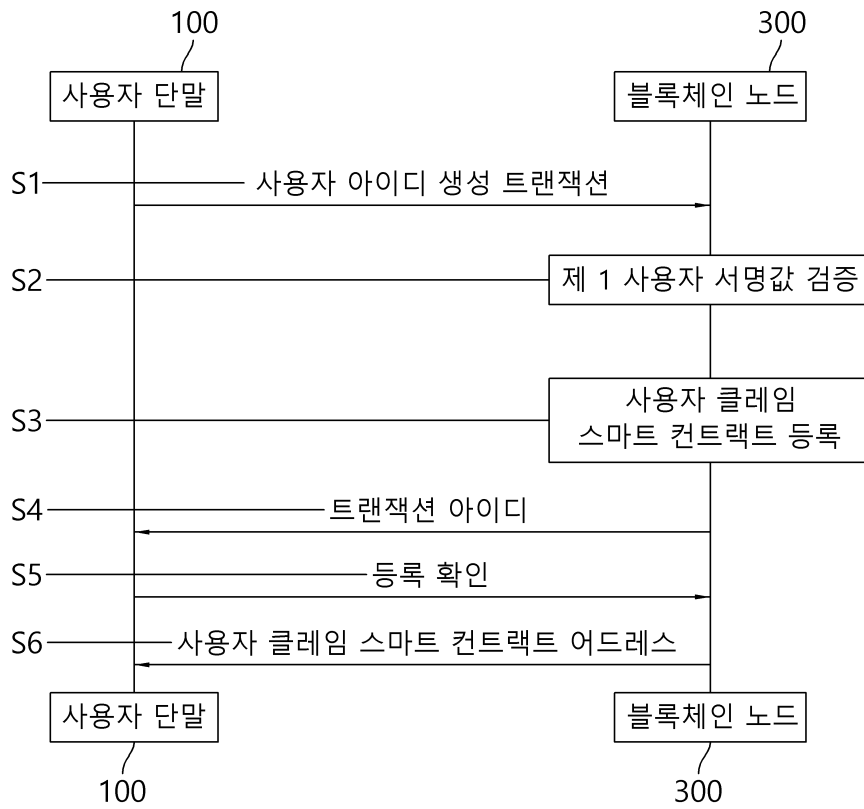 100
300
사용자 단말
블록체인 노드
S1
사용자 아이디 생성 트랜잭션
S2
제 1 사용자 서명값 검증
S3
사용자 클레임
스마트 컨트랙트 등록
S4
트랜잭션 아이디
S5
등록 확인
S6
사용자 클레임 스마트 컨트랙트 어드레스
사용자 단말
블록체인 노드
100
300